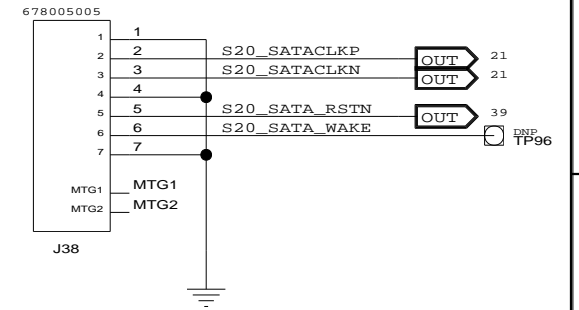 678005005
1 1
2 2 S20_SATACLKP OUT 21
3 3 S20_SATACLKN OUT 21
4 4
5 5 S20_SATA_RSTN OUT 39
6 6 S20_SATA_WAKE DNP
TP96
7 7
MTG1 MTG1
MTG2 MTG2
J38